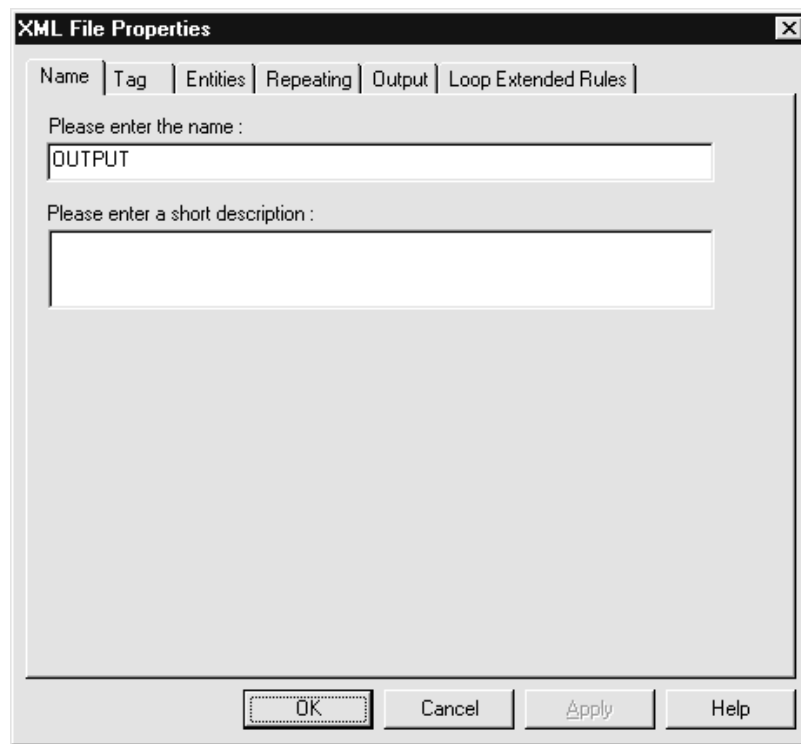 XML File Properties
Name Tag Entities Repeating Output Loop Extended Rules
Please enter the name :
OUTPUT
Please enter a short description :
OK Cancel Apply Help